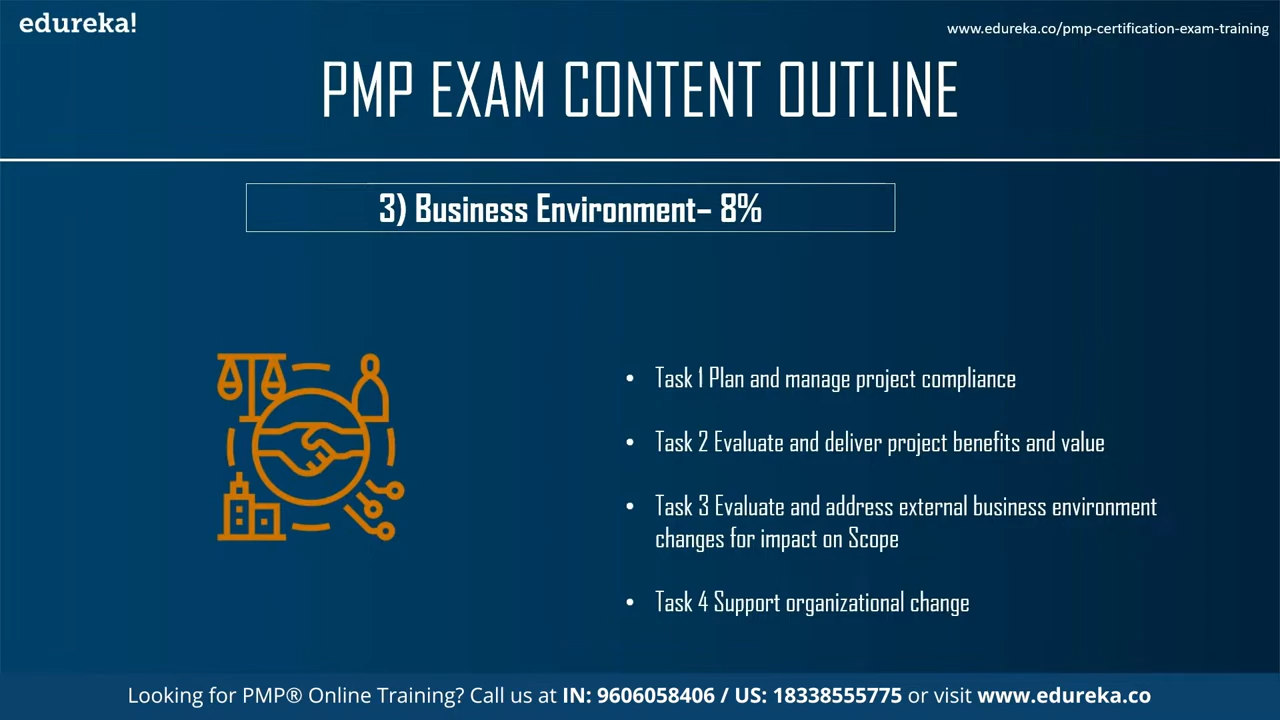 edureka!
www.edureka.co/pmp-certification-exam-training
PMP EXAM CONTENT OUTLINE
3) Business Environment– 8%
• Task 1 Plan and manage project compliance
• Task 2 Evaluate and deliver project benefits and value
• Task 3 Evaluate and address external business environment
changes for impact on Scope
• Task 4 Support organizational change
Looking for PMP® Online Training? Call us at IN: 9606058406 / US: 18338555775 or visit www.edureka.co